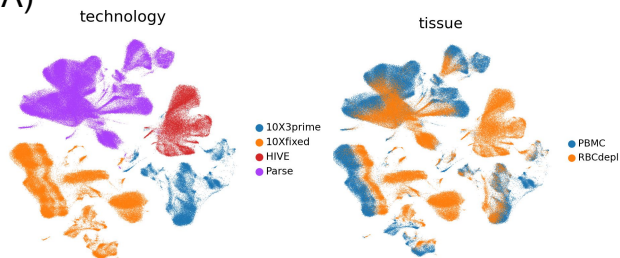 A)
technology
tissue
10X3prime
10Xfixed
HIVE
Parse
PBMC
RBCdepl